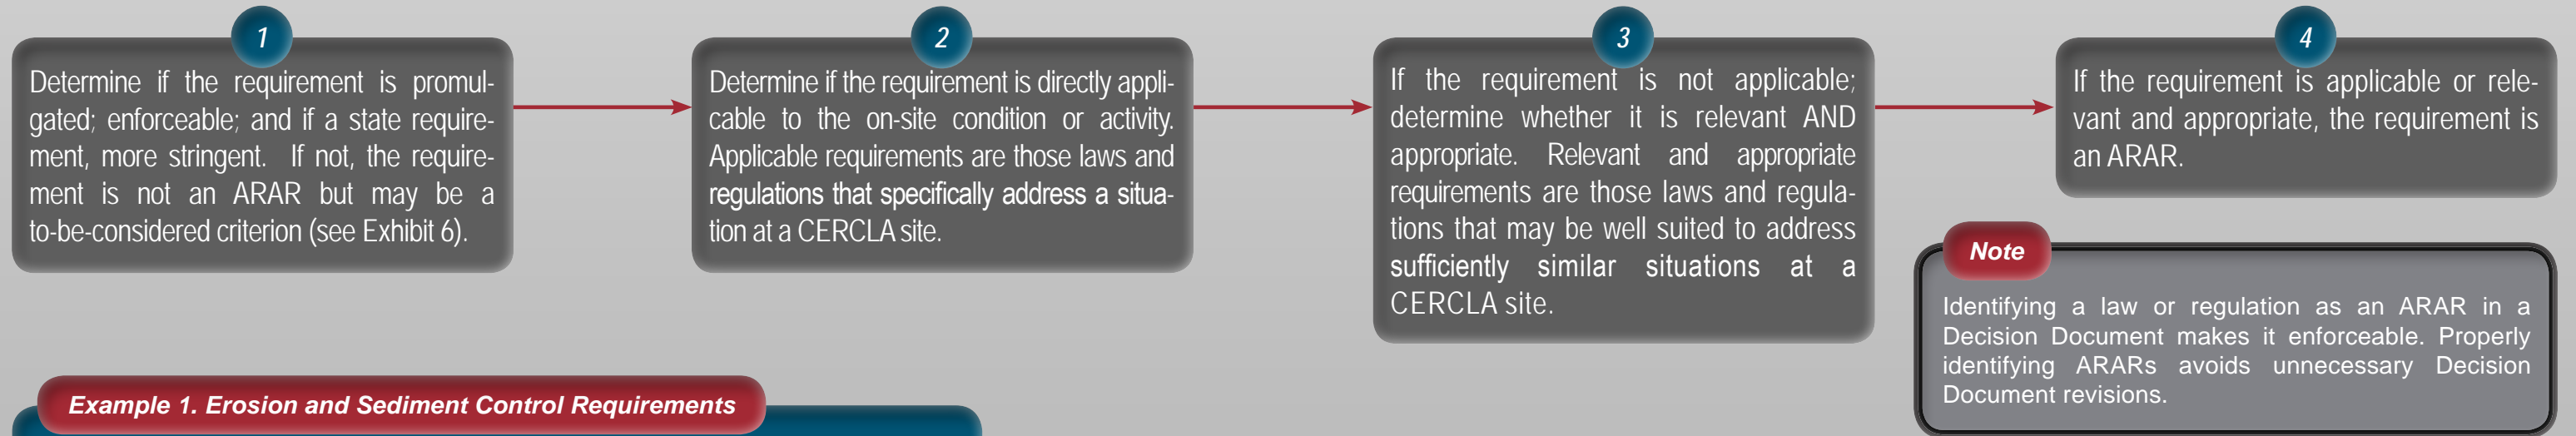 1
Determine if the requirement is promul-
gated; enforceable; and if a state require-
ment, more stringent. If not, the require-
ment is not an ARAR but may be a
to-be-considered criterion (see Exhibit 6).
2
Determine if the requirement is directly appli-
cable to the on-site condition or activity.
Applicable requirements are those laws and
regulations that specifically address a situa-
tion at a CERCLA site.
3
If the requirement is not applicable;
determine whether it is relevant AND
appropriate. Relevant and appropriate
requirements are those laws and regula-
tions that may be well suited to address
sufficiently similar situations at a
CERCLA site.
4
If the requirement is applicable or rele-
vant and appropriate, the requirement is
an ARAR.
Note
Identifying a law or regulation as an ARAR in a
Decision Document makes it enforceable. Properly
identifying ARARs avoids unnecessary Decision
Document revisions.
Example 1. Erosion and Sediment Control Requirements